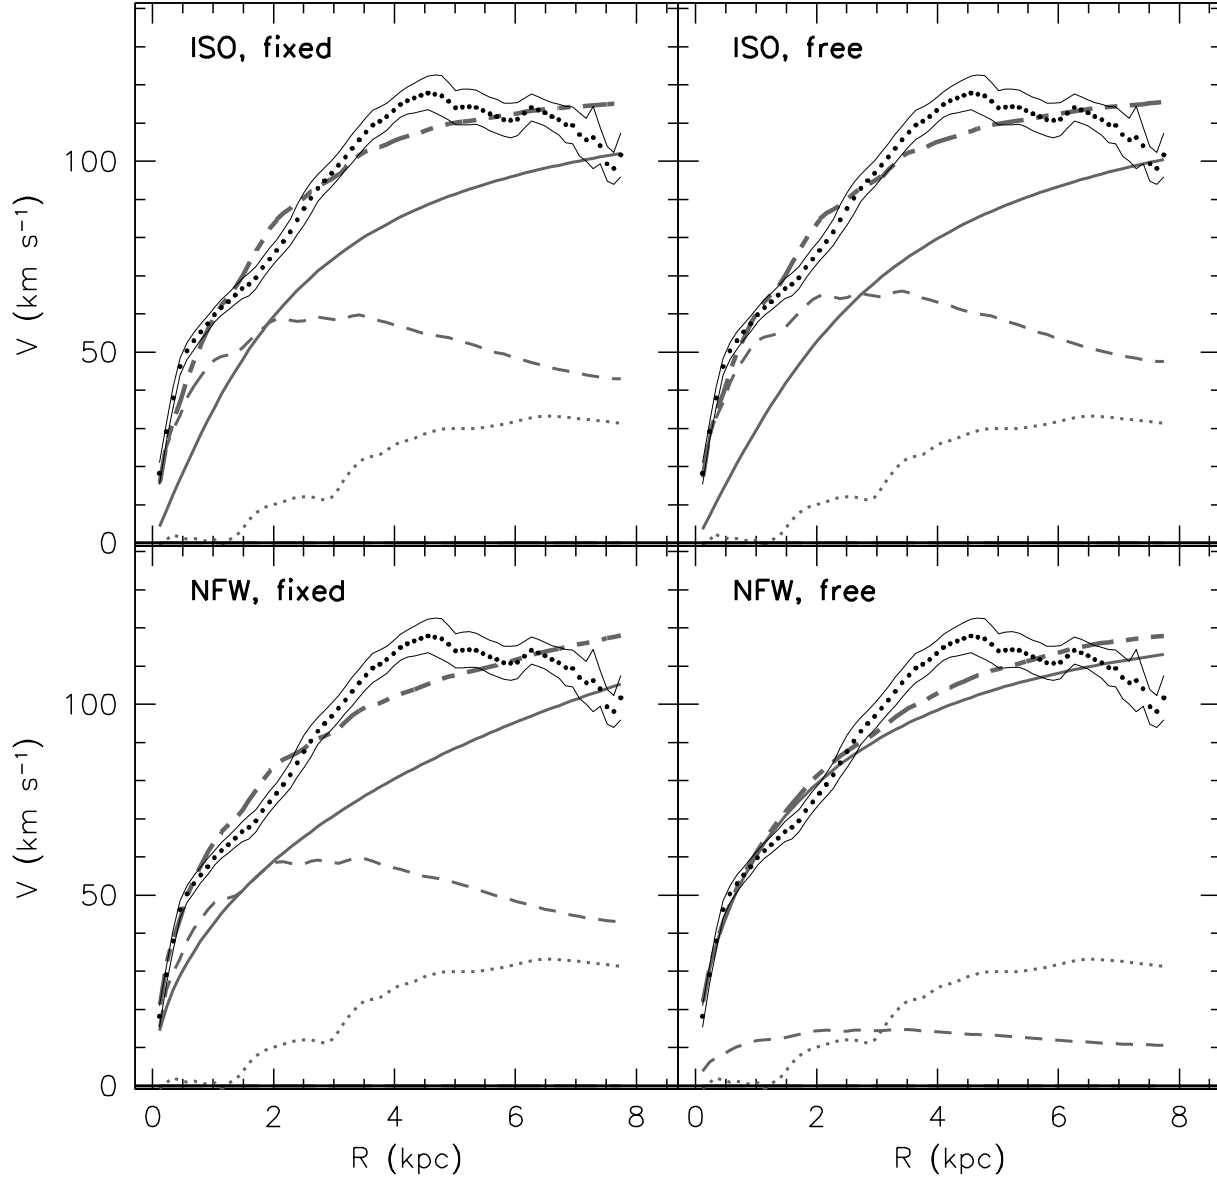 ISO, fixed
ISO, free
100
50
0
V (km s⁻¹)
NFW, fixed
NFW, free
100
50
0
V (km s⁻¹)
0 2 4 6 8
0 2 4 6 8
R (kpc)
R (kpc)